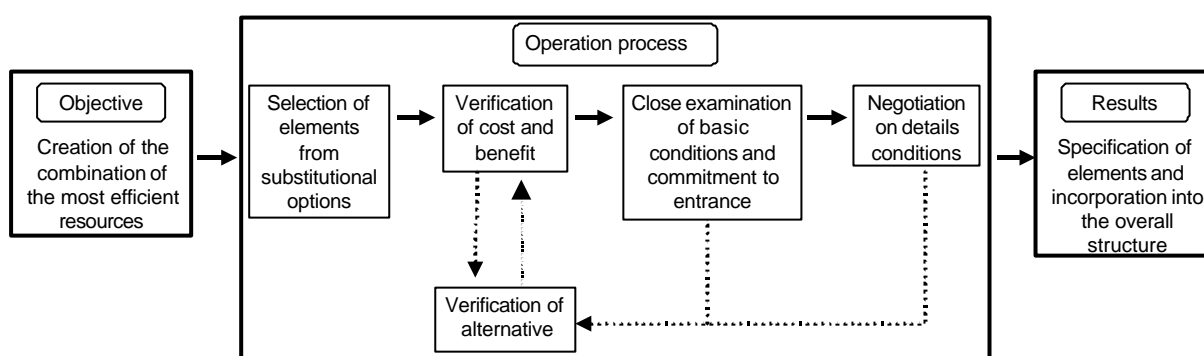 Operation process
Objective
Creation of the
combination of
the most efficient
resources
Selection of
elements
from
substitutional
options
Verification
of cost and
benefit
Close examination
of basic
conditions and
commitment to
entrance
Negotiation
on details
conditions
Verification of
alternative
Results
Specification of
elements and
incorporation into
the overall
structure